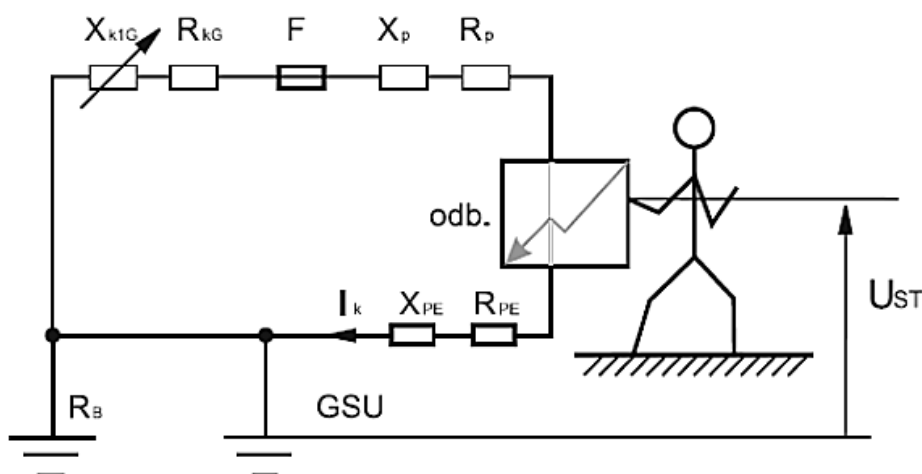 Xk1G RkG F Xp Rp
odb.
UST
Ik XPE RPE
RB GSU